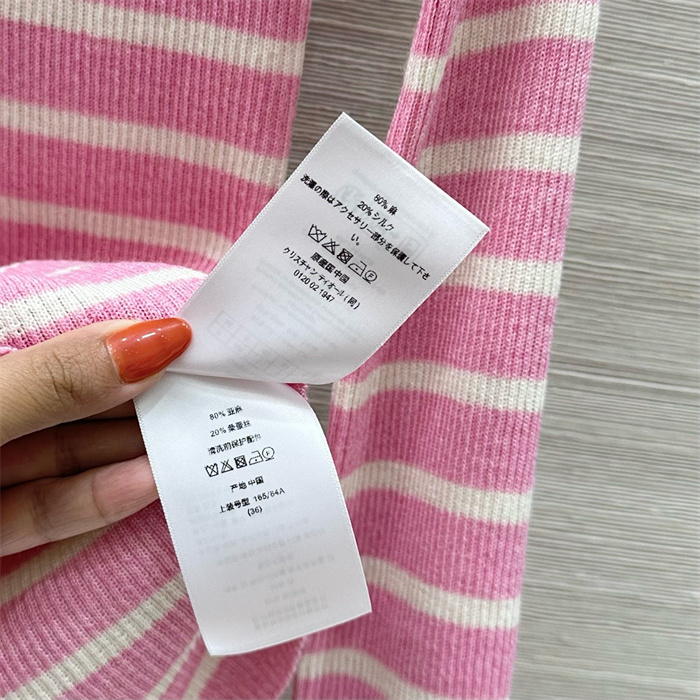 80% 麻
20% シルク
洗濯の際はアクセサリー部分を保護して下さ
い。
原産国中国
クリスチャン ディオール (同)
0120 02 1947
80% 亚麻
20% 桑蚕丝
清洗前保护配件
产地 中国
上装号型 165/84A
(36)